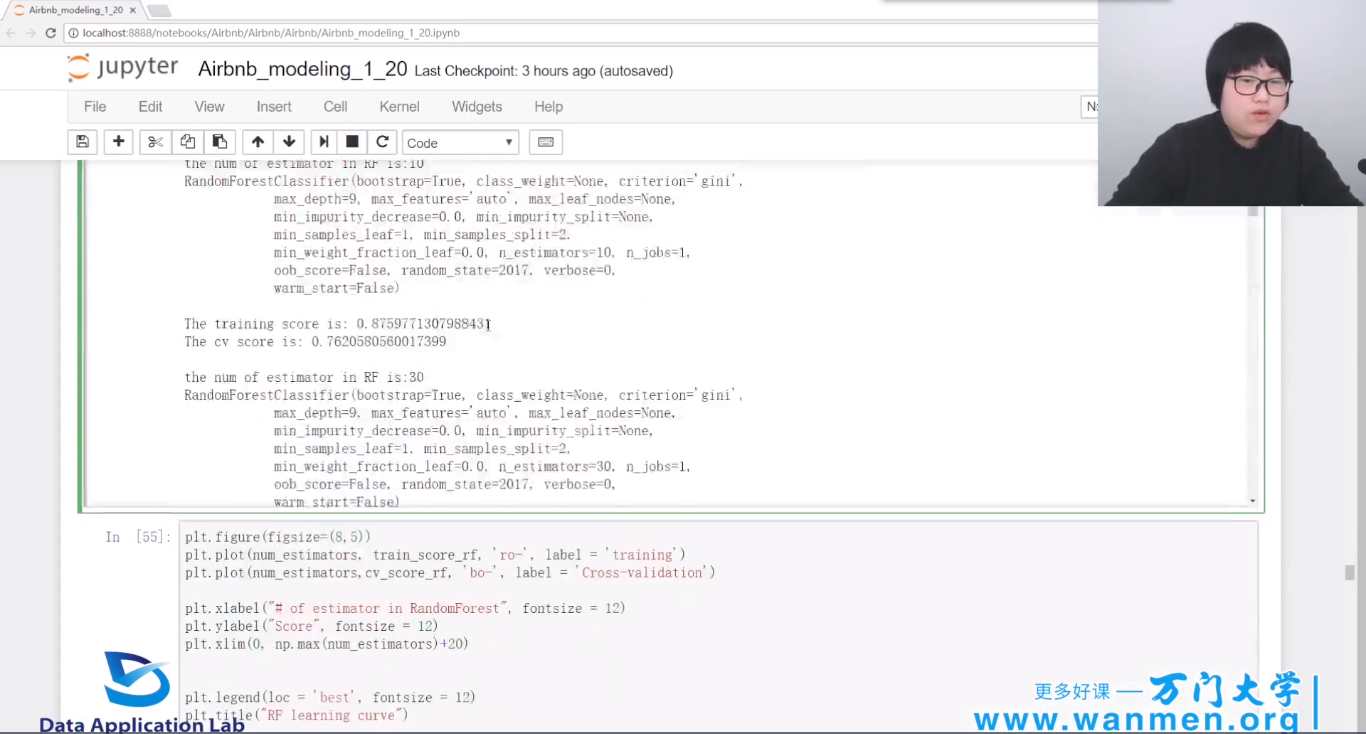 Airbnb_modeling_1_20
localhost:8888/notebooks/Airbnb/Airbnb/Airbnb/Airbnb_modeling_1_20.ipynb
jupyter Airbnb_modeling_1_20 Last Checkpoint: 3 hours ago (autosaved)
File Edit View Insert Cell Kernel Widgets Help
Code
the num of estimator in RF is:10
RandomForestClassifier(bootstrap=True, class_weight=None, criterion='gini',
max_depth=9, max_features='auto', max_leaf_nodes=None,
min_impurity_decrease=0.0, min_impurity_split=None,
min_samples_leaf=1, min_samples_split=2,
min_weight_fraction_leaf=0.0, n_estimators=10, n_jobs=1,
oob_score=False, random_state=2017, verbose=0,
warm_start=False)
The training score is: 0.8759771307988431
The cv score is: 0.7620580560017399
the num of estimator in RF is:30
RandomForestClassifier(bootstrap=True, class_weight=None, criterion='gini',
max_depth=9, max_features='auto', max_leaf_nodes=None,
min_impurity_decrease=0.0, min_impurity_split=None,
min_samples_leaf=1, min_samples_split=2,
min_weight_fraction_leaf=0.0, n_estimators=30, n_jobs=1,
oob_score=False, random_state=2017, verbose=0,
warm_start=False)
In [55]:
plt.figure(figsize=(8,5))
plt.plot(num_estimators, train_score_rf, 'ro-', label = 'training')
plt.plot(num_estimators,cv_score_rf, 'bo-', label = 'Cross-validation')
plt.xlabel("# of estimator in RandomForest", fontsize = 12)
plt.ylabel("Score", fontsize = 12)
plt.xlim(0, np.max(num_estimators)+20)
plt.legend(loc = 'best', fontsize = 12)
plt.title("RF learning curve")
Data Application Lab
更多好课 — 万门大学
www.wanmen.org